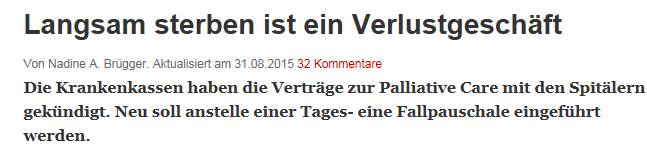 Langsam sterben ist ein Verlustgeschäft
Von Nadine A. Brügger. Aktualisiert am 31.08.2015 32 Kommentare
Die Krankenkassen haben die Verträge zur Palliative Care mit den Spitälern
gekündigt. Neu soll anstelle einer Tages- eine Fallpauschale eingeführt
werden.